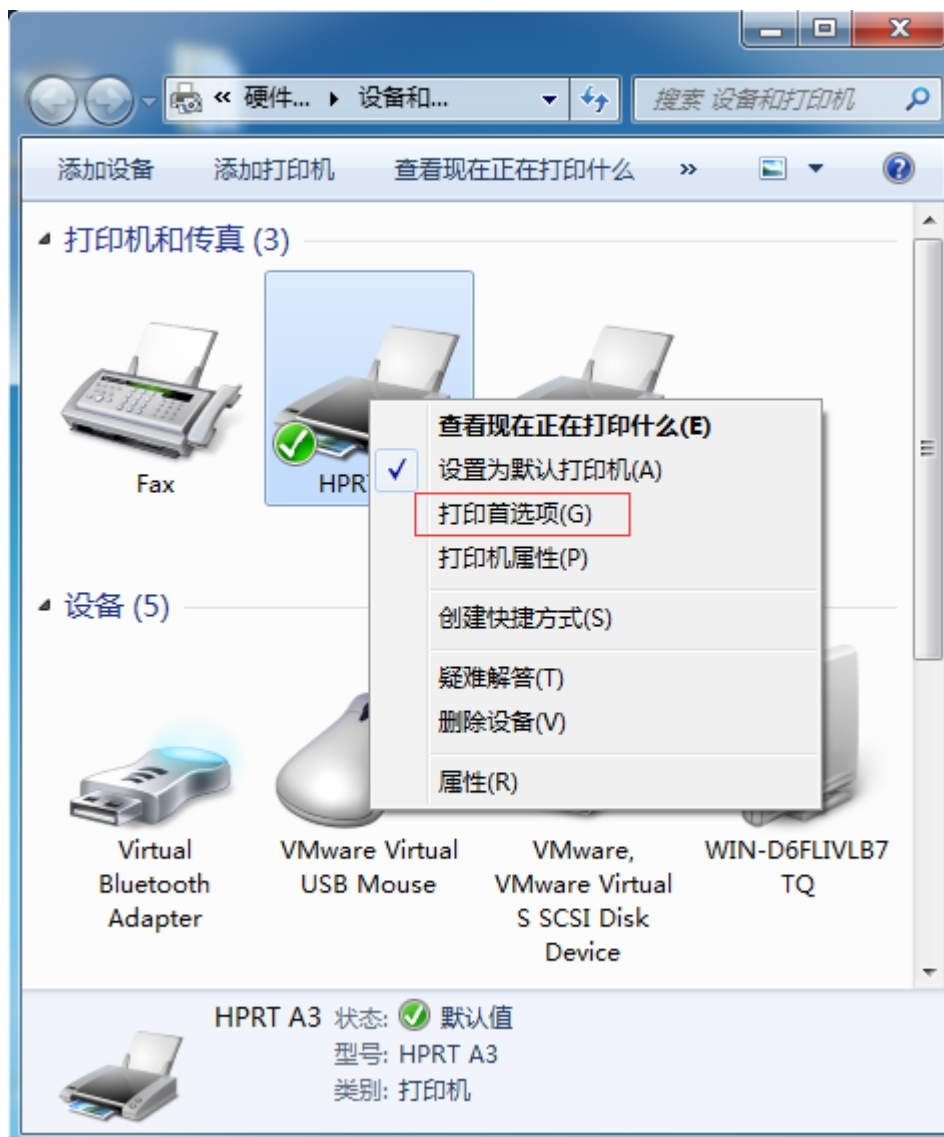 « 硬件... 设备和...
搜索 设备和打印机
添加设备 添加打印机 查看现在正在打印什么 »
打印机和传真 (3)
Fax
HPR
查看现在正在打印什么(E)
设置为默认打印机(A)
打印首选项(G)
打印机属性(P)
创建快捷方式(S)
疑难解答(T)
删除设备(V)
属性(R)
设备 (5)
Virtual
Bluetooth
Adapter
VMware Virtual
USB Mouse
VMware,
VMware Virtual
S SCSI Disk
Device
WIN-D6FLIVLB7
TQ
HPRT A3 状态: 默认值
型号: HPRT A3
类别: 打印机